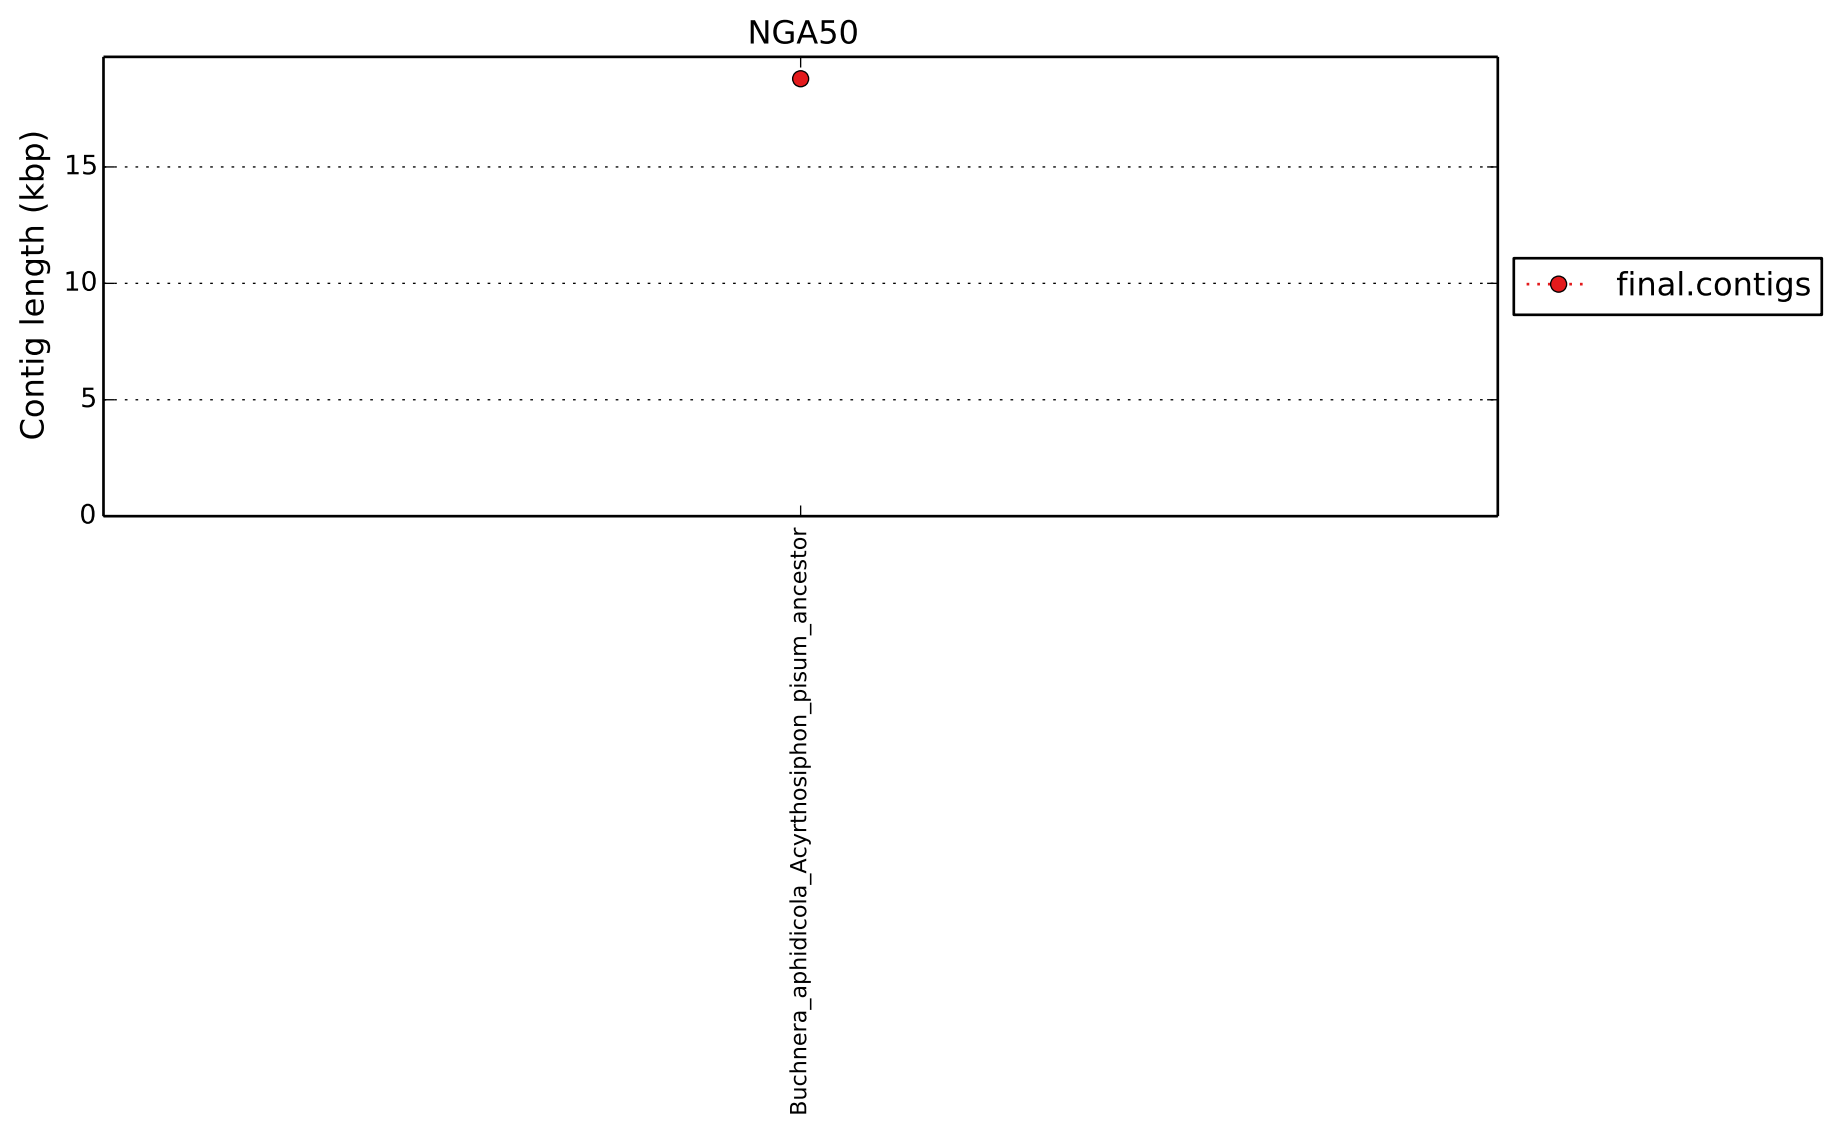 NGA50
Contig length (kbp)
15
10
5
0
final.contigs
Buchnera_aphidicola_Acyrthosiphon_pisum_ancestor